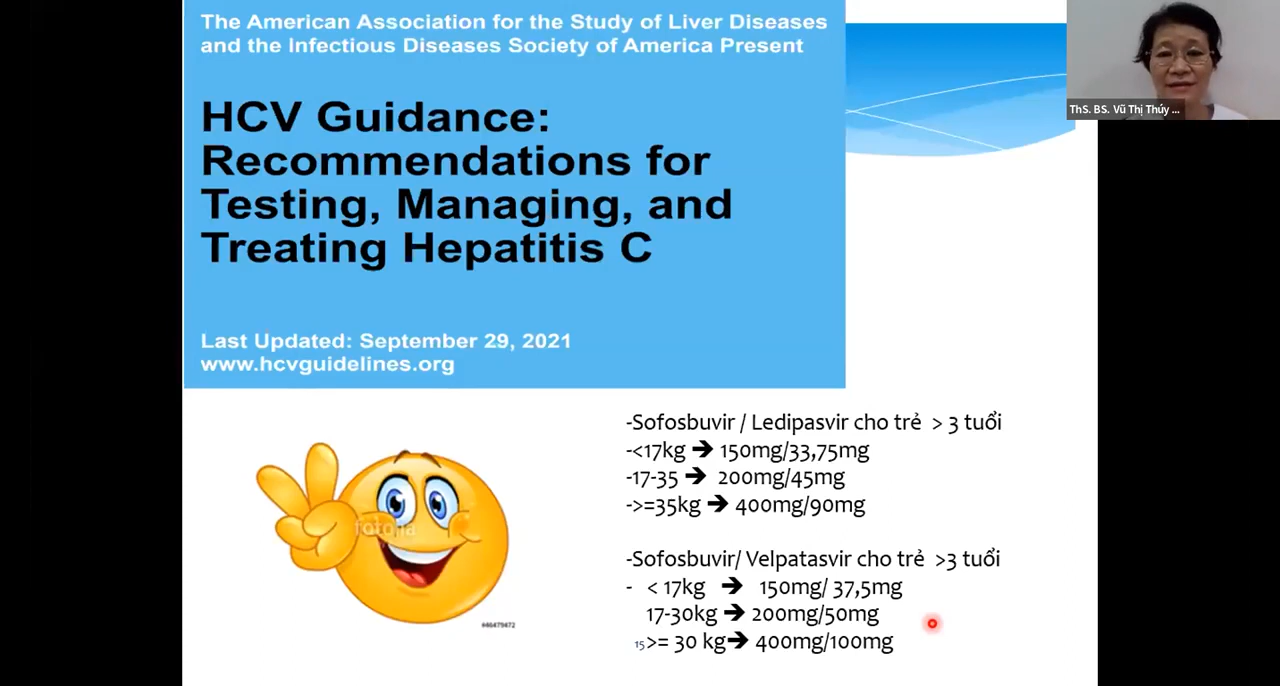 The American Association for the Study of Liver Diseases
and the Infectious Diseases Society of America Present
HCV Guidance:
Recommendations for
Testing, Managing, and
Treating Hepatitis C
Last Updated: September 29, 2021
www.hcvguidelines.org
ThS. BS. Vũ Thị Thúy ...
-Sofosbuvir / Ledipasvir cho trẻ > 3 tuổi
-<17kg ➔ 150mg/33,75mg
-17-35 ➔ 200mg/45mg
->=35kg ➔ 400mg/90mg
-Sofosbuvir/ Velpatasvir cho trẻ >3 tuổi
- < 17kg ➔ 150mg/ 37,5mg
17-30kg ➔ 200mg/50mg
>= 30 kg➔ 400mg/100mg
15
fotolia
#46479472